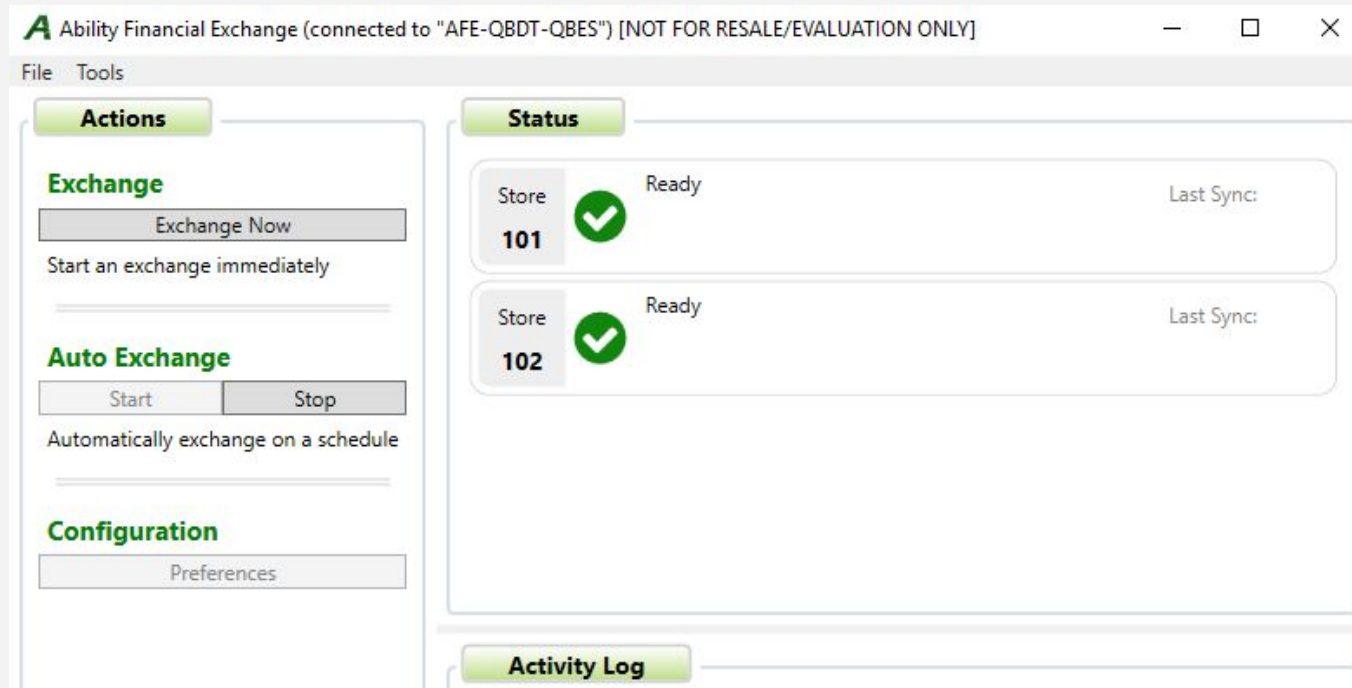 A Ability Financial Exchange (connected to "AFE-QBDT-QBES") [NOT FOR RESALE/EVALUATION ONLY]
File Tools
Actions
Exchange
Exchange Now
Start an exchange immediately
Auto Exchange
Start Stop
Automatically exchange on a schedule
Configuration
Preferences
Status
Store
101
Ready
Last Sync:
Store
102
Ready
Last Sync:
Activity Log